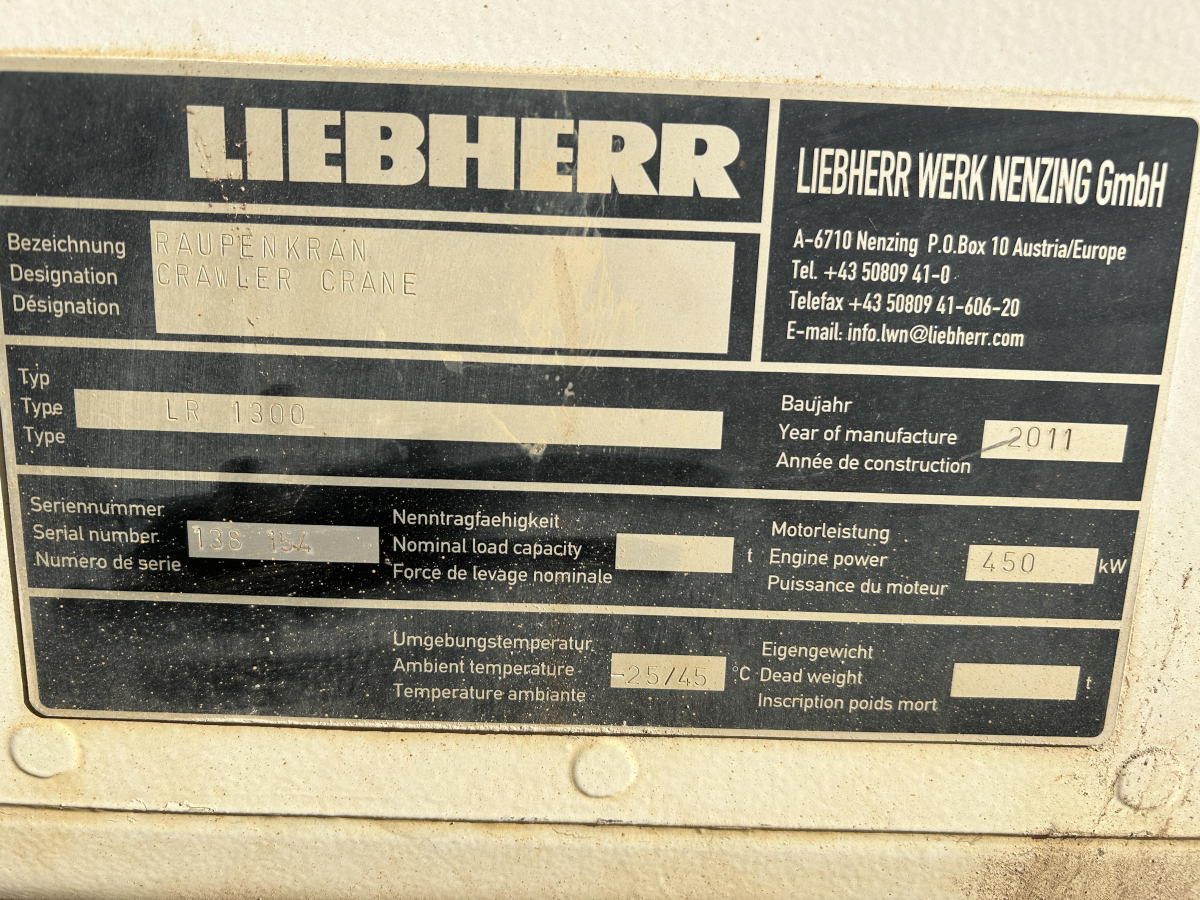 LIEBHERR
LIEBHERR WERK NENZING GmbH
A-6710 Nenzing P.O.Box 10 Austria/Europe
Tel. +43 50809 41-0
Telefax +43 50809 41-606-20
E-mail: info.lwn@liebherr.com
Bezeichnung
Designation
Désignation
RAUPENKRAN
CRAWLER CRANE
Typ
Type
Type
LR 1300
Baujahr
Year of manufacture
Année de construction
2011
Seriennummer
Serial number
Numéro de serie
138 154
Nenntragfaehigkeit
Nominal load capacity
Force de levage nominale
t
Motorleistung
Engine power
Puissance du moteur
450
kW
Umgebungstemperatur
Ambient temperature
Temperature ambiante
-25/45
°C
Eigengewicht
Dead weight
Inscription poids mort
t